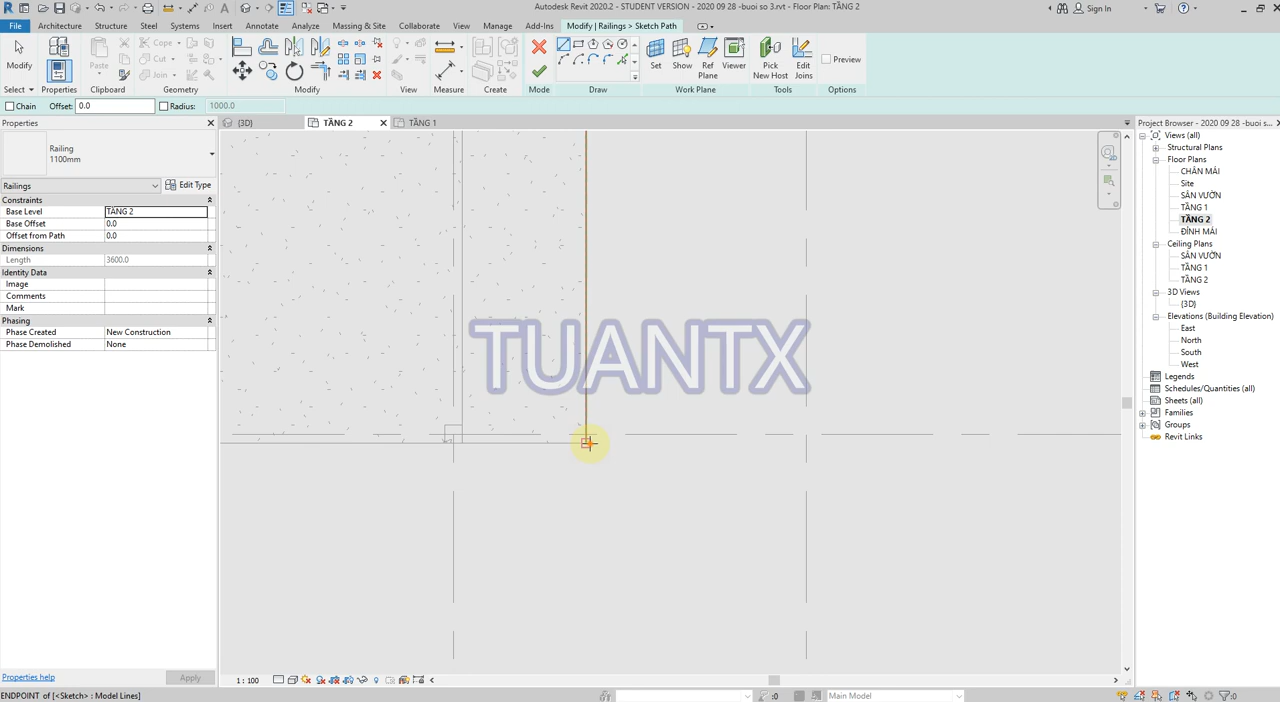 Autodesk Revit 2020.2 - STUDENT VERSION - 2020 09 28 -buoi so 3.rvt - Floor Plan: TẦNG 2
Sign In
File Architecture Structure Steel Systems Insert Annotate Analyze Massing & Site Collaborate View Manage Add-Ins Modify | Railings > Sketch Path
Modify
Paste
Cope
Cut
Join
Set Show Ref Plane Viewer
Pick New Host
Edit Joins
Preview
Select Properties Clipboard Geometry Modify View Measure Create Mode Draw Work Plane Tools Options
Chain Offset: 0.0 Radius: 1000.0
Properties
{3D} TẦNG 2 TẦNG 1
Railing
1100mm
Railings Edit Type
Constraints
Base Level TẦNG 2
Base Offset 0.0
Offset from Path 0.0
Dimensions
Length 3600.0
Identity Data
Image
Comments
Mark
Phasing
Phase Created New Construction
Phase Demolished None
TUANTX
Project Browser - 2020 09 28 -buoi s...
Views (all)
Structural Plans
Floor Plans
CHÂN MÁI
Site
SÂN VƯỜN
TẦNG 1
TẦNG 2
ĐỈNH MÁI
Ceiling Plans
SÂN VƯỜN
TẦNG 1
TẦNG 2
3D Views
{3D}
Elevations (Building Elevation)
East
North
South
West
Legends
Schedules/Quantities (all)
Sheets (all)
Families
Groups
Revit Links
Properties help Apply
1 : 100
ENDPOINT of [<Sketch> : Model Lines]
:0 Main Model :0